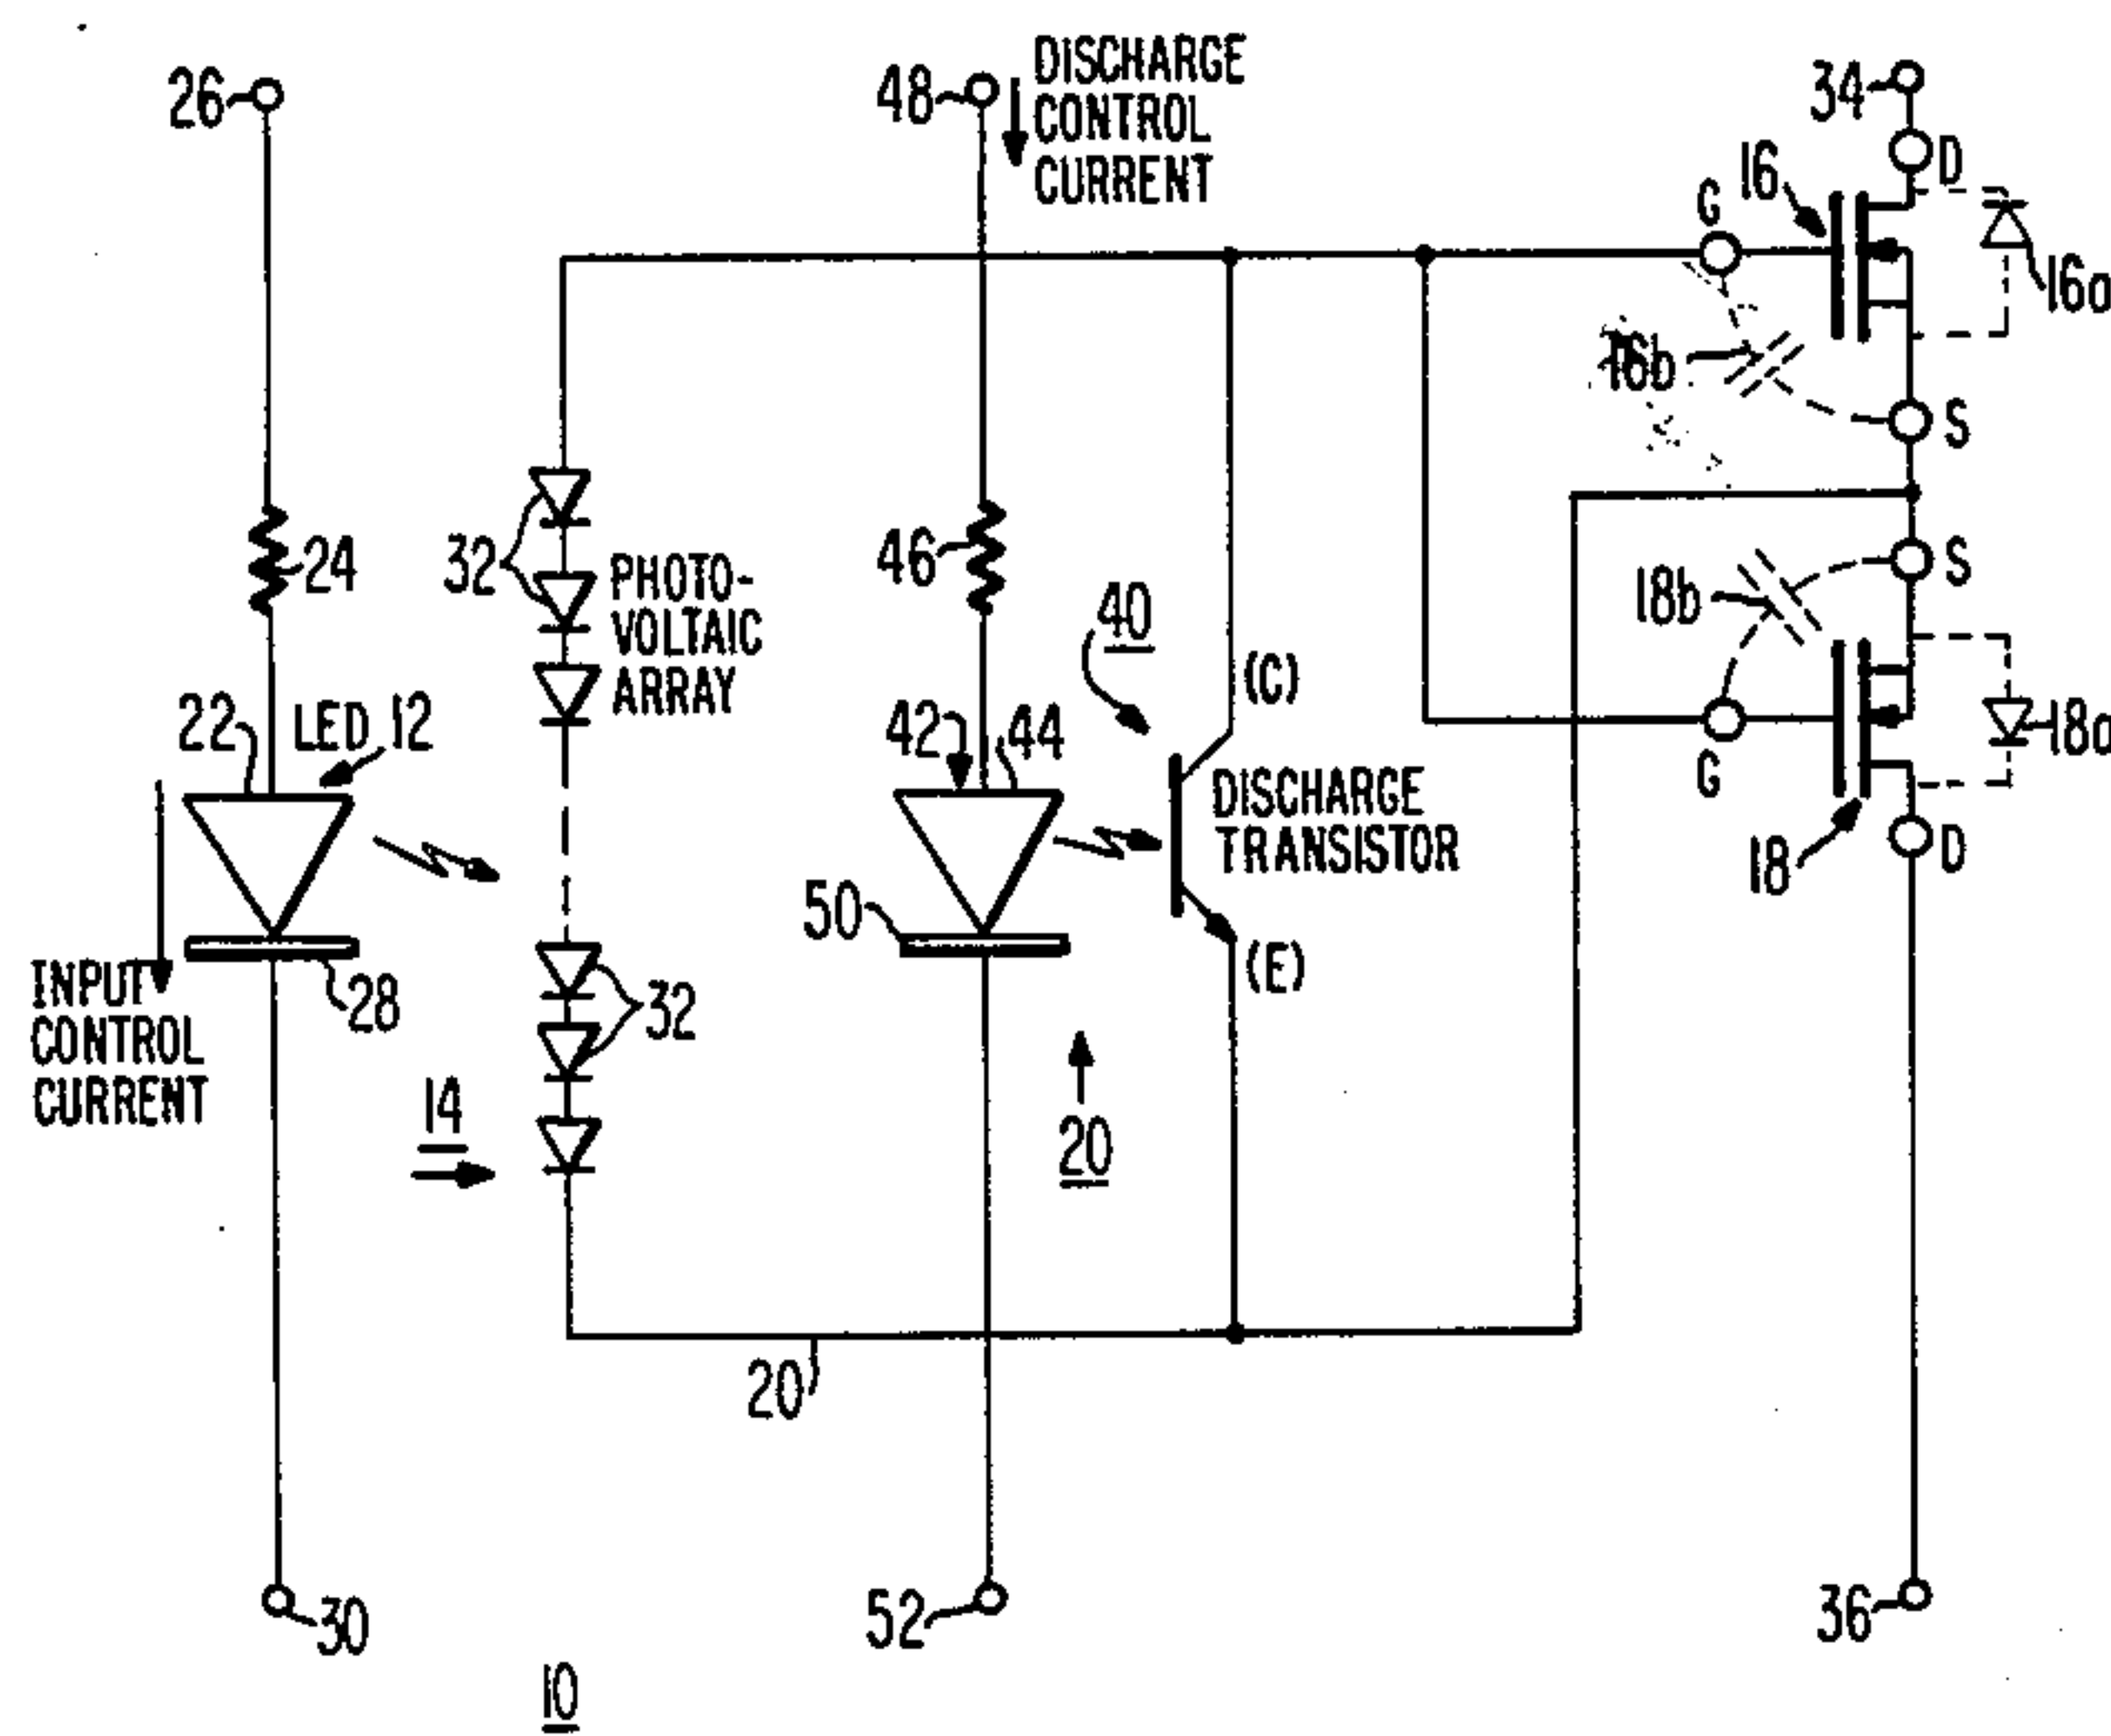 26
48
DISCHARGE
CONTROL
CURRENT
34
D
16
G
16a
16b
S
24
32
PHOTO-
VOLTAIC
ARRAY
46
40
18b
S
(C)
22
LED 12
42
44
18a
G
DISCHARGE
TRANSISTOR
18
D
50
(E)
INPUT
CONTROL
CURRENT
28
32
14
20
20
30
52
36
10